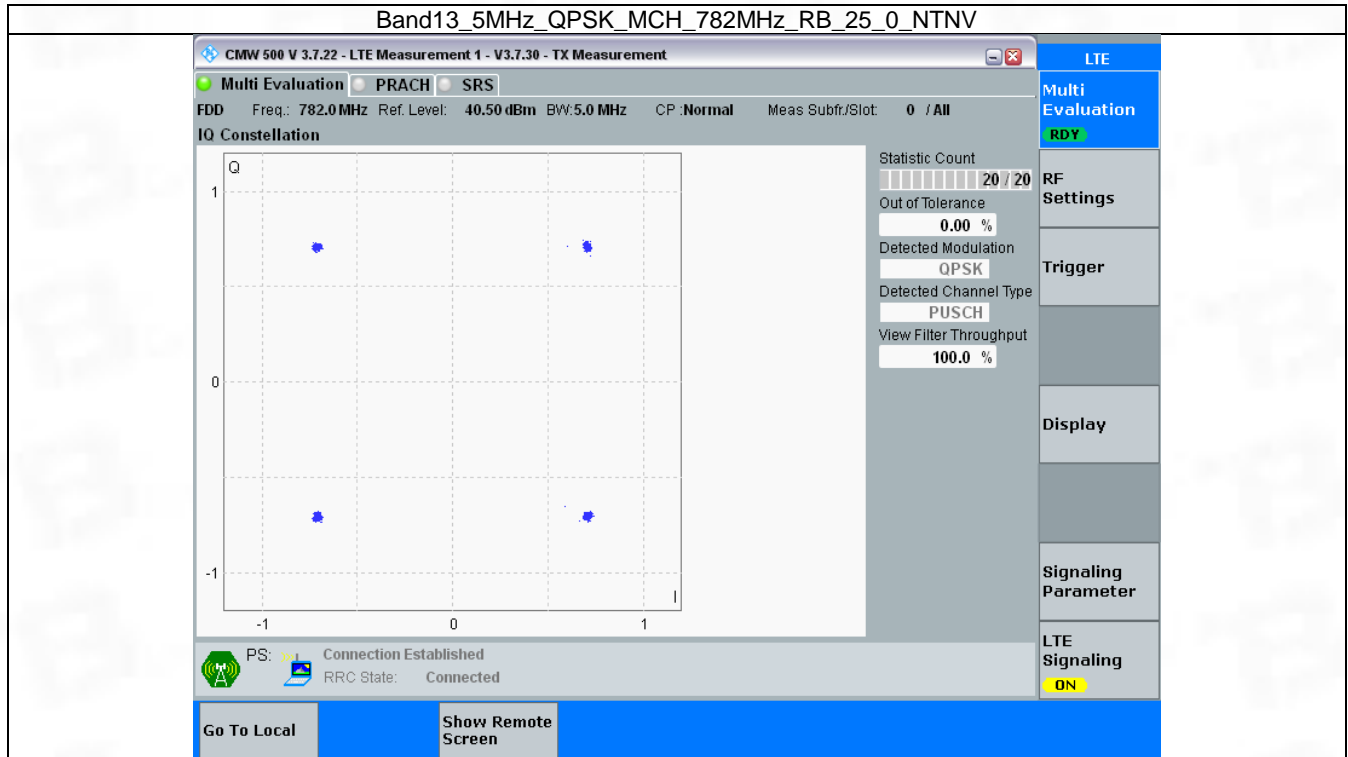 Band13_5MHz_QPSK_MCH_782MHz_RB_25_0_NTNV
CMW 500 V 3.7.22 - LTE Measurement 1 - V3.7.30 - TX Measurement
LTE
Multi Evaluation PRACH SRS
Multi
Evaluation
RDY
FDD Freq.: 782.0 MHz Ref. Level: 40.50 dBm BW:5.0 MHz CP :Normal Meas Subfr./Slot: 0 / All
IQ Constellation
Q
1
0
-1
I
-1 0 1
Statistic Count
20 / 20
Out of Tolerance
0.00 %
Detected Modulation
QPSK
Detected Channel Type
PUSCH
View Filter Throughput
100.0 %
RF
Settings
Trigger
Display
Signaling
Parameter
LTE
Signaling
ON
PS: Connection Established
RRC State: Connected
Go To Local
Show Remote
Screen